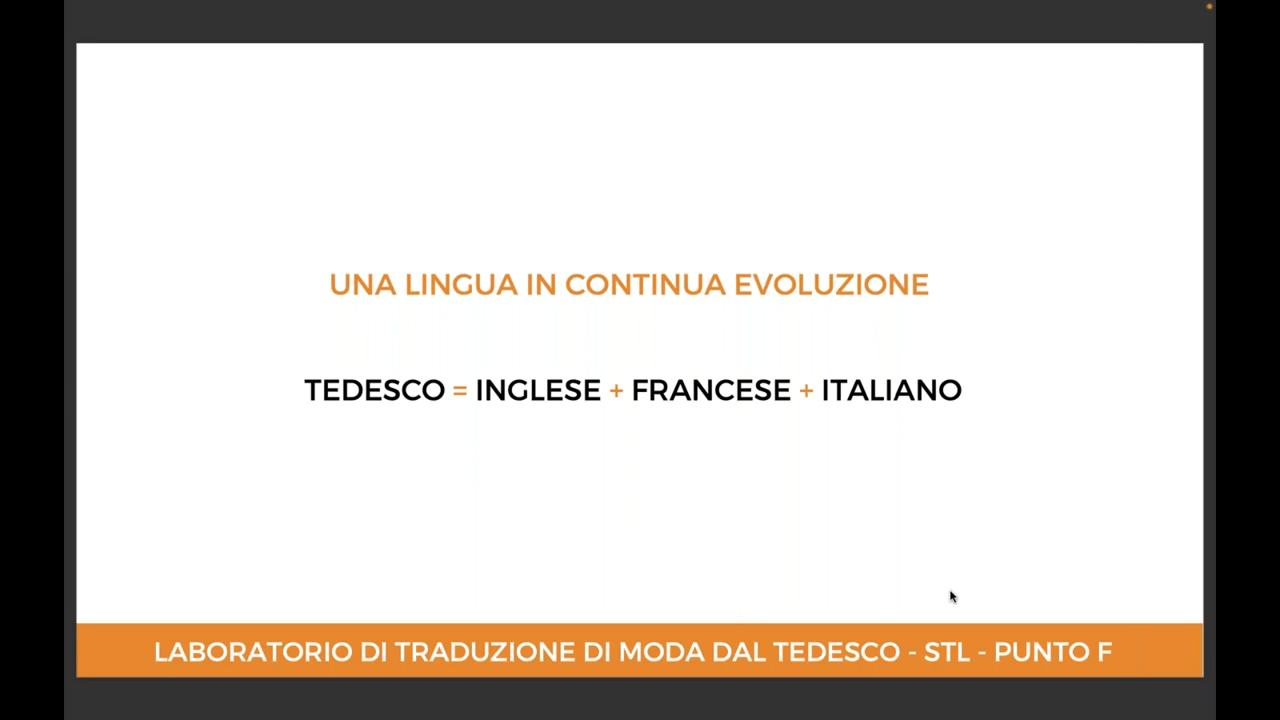 UNA LINGUA IN CONTINUA EVOLUZIONE
TEDESCO = INGLESE + FRANCESE + ITALIANO
LABORATORIO DI TRADUZIONE DI MODA DAL TEDESCO - STL - PUNTO F